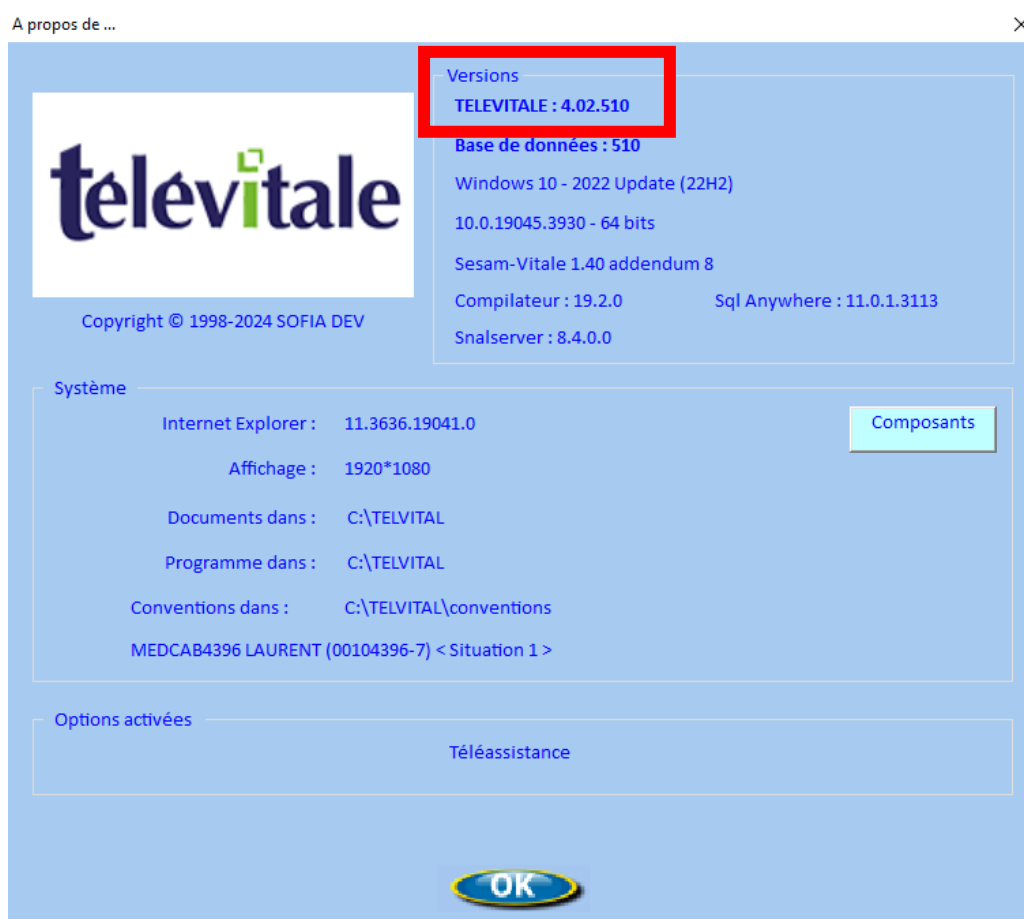 A propos de ...
Versions
TELEVITALE : 4.02.510
Base de données : 510
Windows 10 - 2022 Update (22H2)
10.0.19045.3930 - 64 bits
Sesam-Vitale 1.40 addendum 8
Compilateur : 19.2.0 Sql Anywhere : 11.0.1.3113
Snalserver : 8.4.0.0
télévitale
Copyright © 1998-2024 SOFIA DEV
Système
Internet Explorer : 11.3636.19041.0
Composants
Affichage : 1920*1080
Documents dans : C:\TELVITAL
Programme dans : C:\TELVITAL
Conventions dans : C:\TELVITAL\conventions
MEDCAB4396 LAURENT (00104396-7) < Situation 1 >
Options activées
Téléassistance
OK